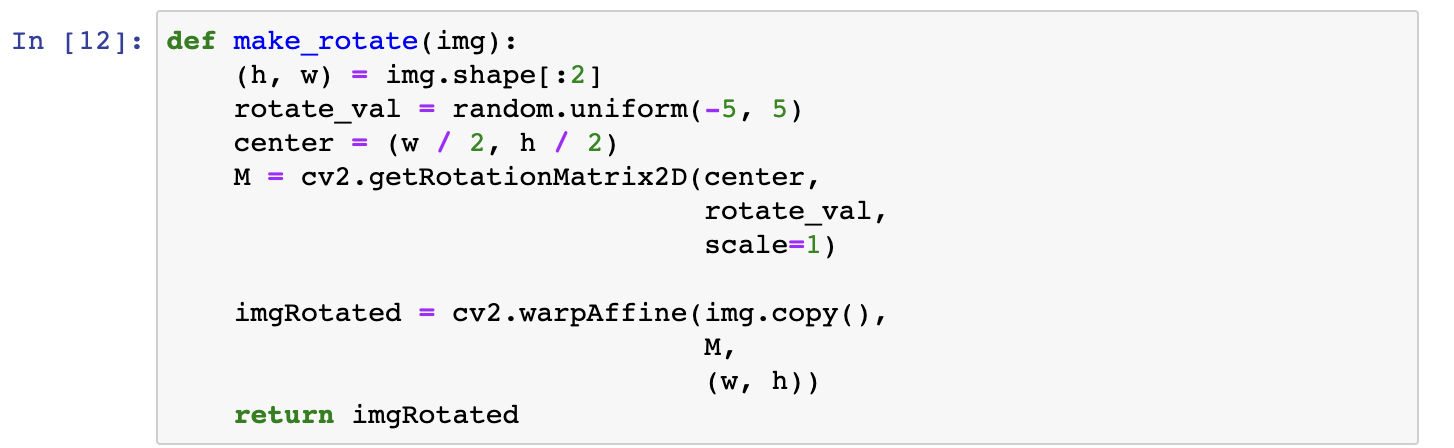 In [12]: def make_rotate(img):
    (h, w) = img.shape[:2]
    rotate_val = random.uniform(-5, 5)
    center = (w / 2, h / 2)
    M = cv2.getRotationMatrix2D(center,
                                rotate_val,
                                scale=1)

    imgRotated = cv2.warpAffine(img.copy(),
                                M,
                                (w, h))
    return imgRotated